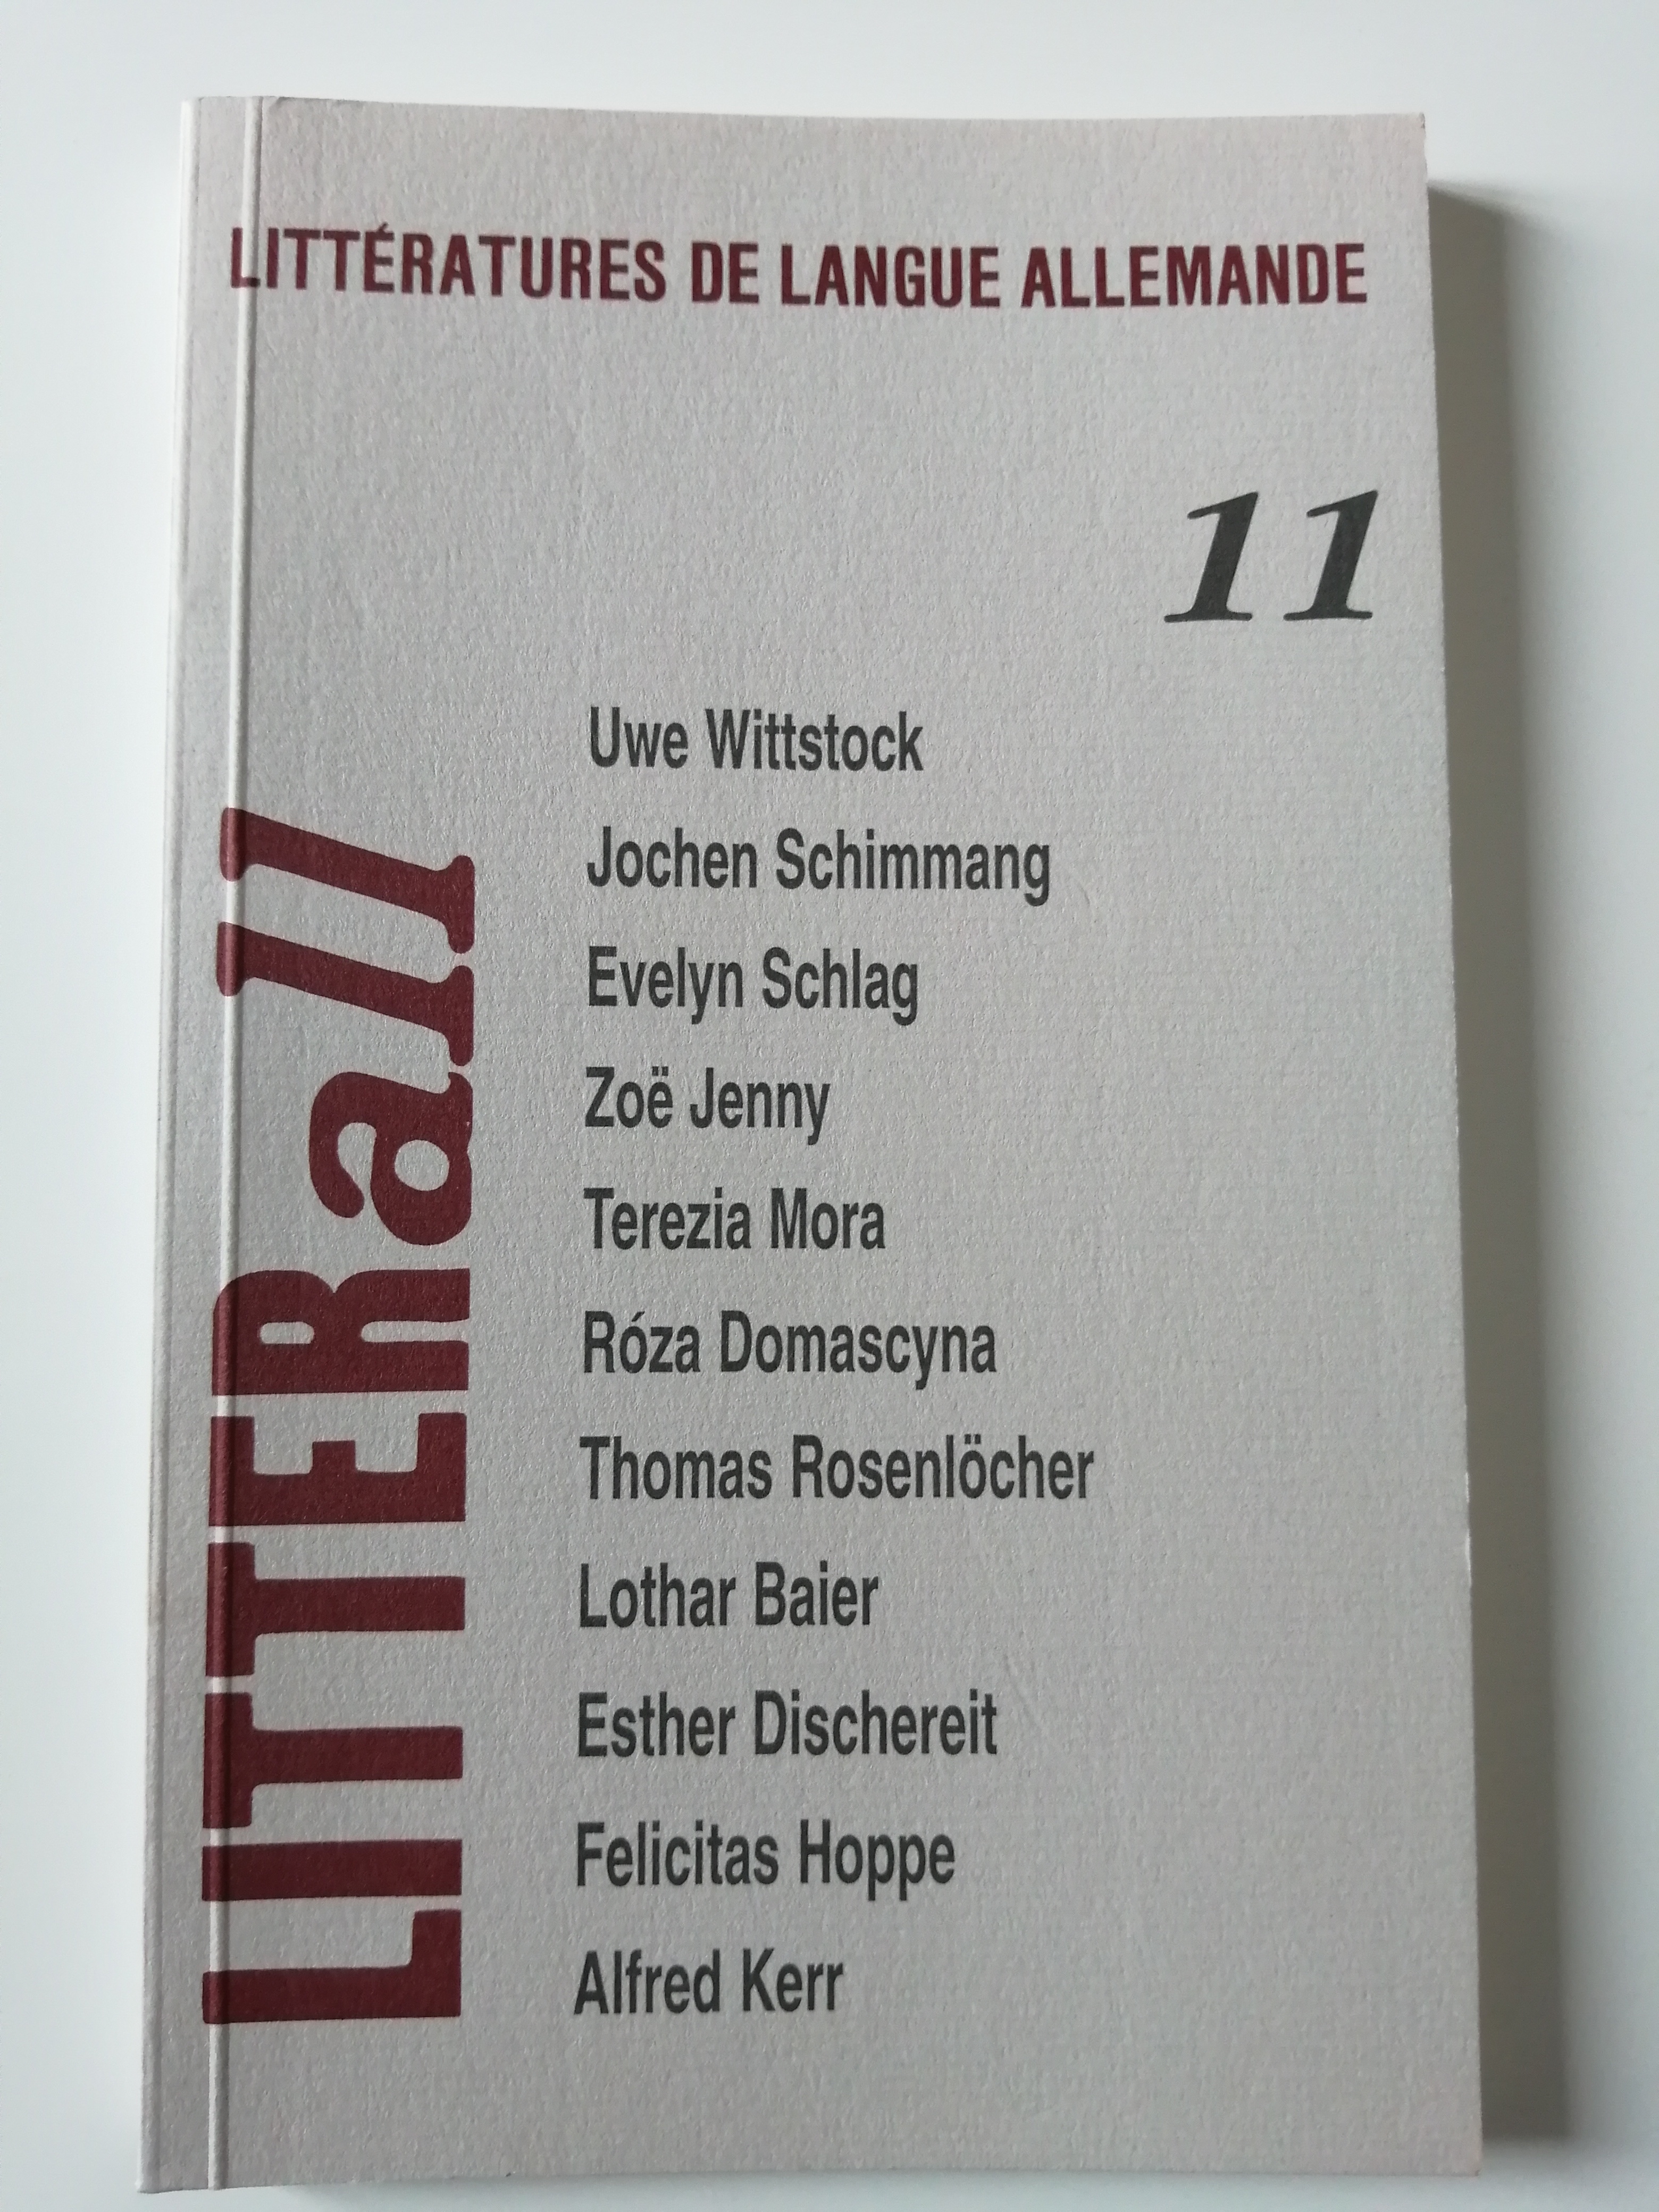 LITTÉRATURES DE LANGUE ALLEMANDE
11
LITTERall
Uwe Wittstock
Jochen Schimmang
Evelyn Schlag
Zoë Jenny
Terezia Mora
Róza Domascyna
Thomas Rosenlöcher
Lothar Baier
Esther Dischereit
Felicitas Hoppe
Alfred Kerr